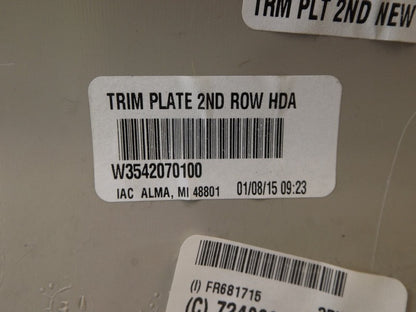 TRM PLT 2ND NEW
TRIM PLATE 2ND ROW HDA
W3542070100
IAC ALMA, MI 48801 01/08/15 09:23
(I) FR681715